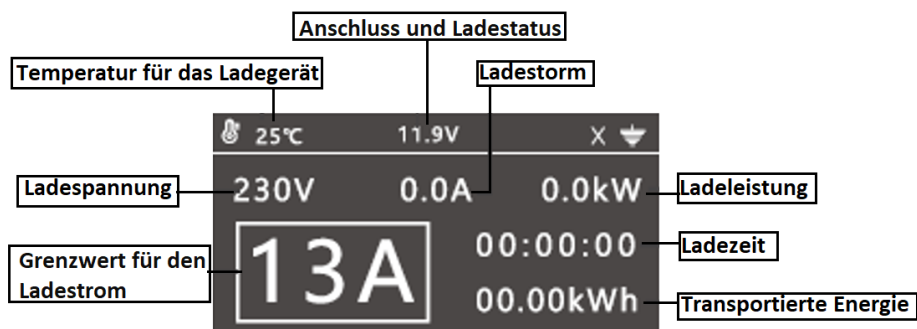 Anschluss und Ladestatus
Temperatur für das Ladegerät
Ladestorm
25℃ 11.9V X
Ladespannung
230V 0.0A 0.0kW
Ladeleistung
Grenzwert für den
Ladestrom
13A
00:00:00
Ladezeit
00.00kWh
Transportierte Energie